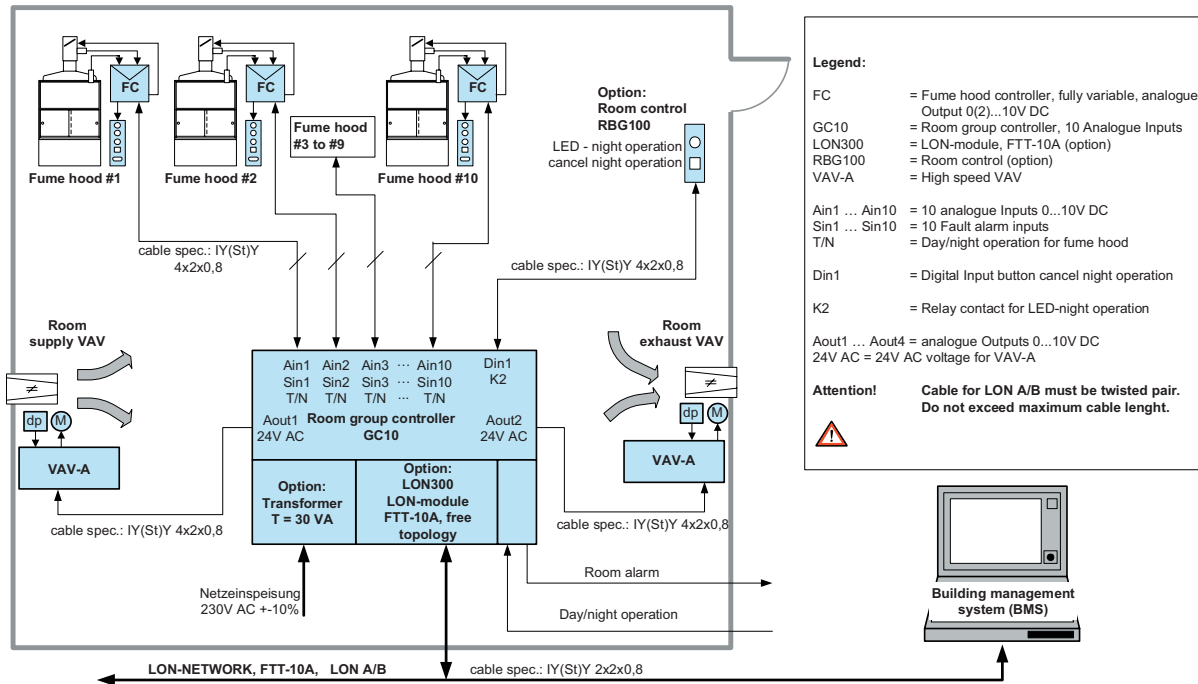 FC
FC
FC
Fume hood #1
Fume hood #2
Fume hood
#3 to #9
Fume hood #10
Option:
Room control
RBG100
LED - night operation
cancel night operation
cable spec.: IY(St)Y
4x2x0,8
cable spec.: IY(St)Y 4x2x0,8
Room
supply VAV
≠
dp
M
VAV-A
cable spec.: IY(St)Y 4x2x0,8
Room
exhaust VAV
≠
dp
M
VAV-A
cable spec.: IY(St)Y 4x2x0,8
Ain1 Ain2 Ain3 ... Ain10
Sin1 Sin2 Sin3 ... Sin10
T/N T/N T/N ... T/N
Din1
K2
Aout1
24V AC
Room group controller
GC10
Aout2
24V AC
Option:
Transformer
T = 30 VA
Option:
LON300
LON-module
FTT-10A, free
topology
Netzeinspeisung
230V AC +-10%
Room alarm
Day/night operation
LON-NETWORK, FTT-10A, LON A/B
cable spec.: IY(St)Y 2x2x0,8
Legend:
FC = Fume hood controller, fully variable, analogue
Output 0(2)...10V DC
GC10 = Room group controller, 10 Analogue Inputs
LON300 = LON-module, FTT-10A (option)
RBG100 = Room control (option)
VAV-A = High speed VAV
Ain1 ... Ain10 = 10 analogue Inputs 0...10V DC
Sin1 ... Sin10 = 10 Fault alarm inputs
T/N = Day/night operation for fume hood
Din1 = Digital Input button cancel night operation
K2 = Relay contact for LED-night operation
Aout1 ... Aout4 = analogue Outputs 0...10V DC
24V AC = 24V AC voltage for VAV-A
Attention! Cable for LON A/B must be twisted pair.
Do not exceed maximum cable lenght.
Building management
system (BMS)